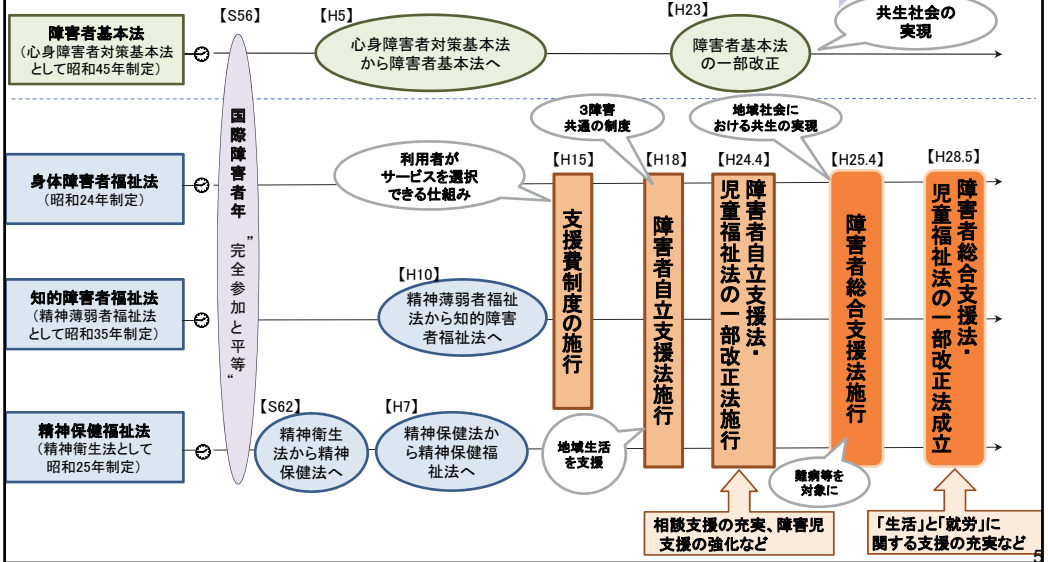 【S56】
【H5】
【H23】
共生社会の
実現
障害者基本法
(心身障害者対策基本法
として昭和45年制定)
心身障害者対策基本法
から障害者基本法へ
障害者基本法
の一部改正
国際障害者年
"完全参加と平等"
3障害
共通の制度
地域社会に
おける共生の実現
利用者が
サービスを選択
できる仕組み
【H15】
【H18】
【H24.4】
【H25.4】
【H28.5】
身体障害者福祉法
(昭和24年制定)
支援費制度の施行
障害者自立支援法施行
障害者自立支援法・
児童福祉法の一部改正法施行
障害者総合支援法施行
障害者総合支援法・
児童福祉法の一部改正法成立
【H10】
知的障害者福祉法
(精神薄弱者福祉法
として昭和35年制定)
精神薄弱者福祉
法から知的障害
者福祉法へ
【S62】
【H7】
精神保健福祉法
(精神衛生法として
昭和25年制定)
精神衛生
法から精神
保健法へ
精神保健法か
ら精神保健福
祉法へ
地域生活
を支援
難病等を
対象に
相談支援の充実、障害児
支援の強化など
「生活」と「就労」に
関する支援の充実など
5